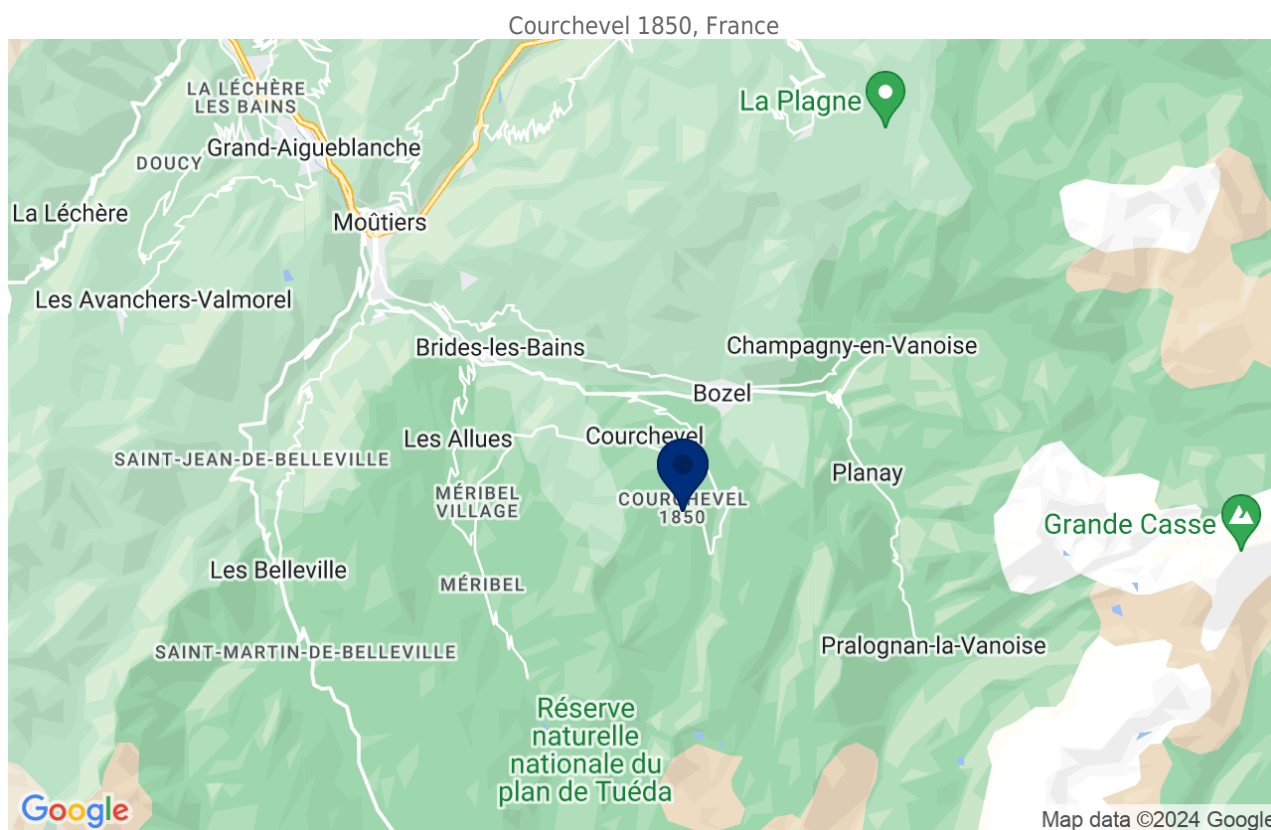 Courchevel 1850, France
LA LÉCHÈRE
LES BAINS
La Plagne
Grand-Aigueblanche
DOUCY
La Léchère
Moûtiers
Les Avanchers-Valmorel
Brides-les-Bains
Champagny-en-Vanoise
Bozel
Les Allues
Courchevel
SAINT-JEAN-DE-BELLEVILLE
Planay
MÉRIBEL
VILLAGE
COURCHEVEL
1850
Grande Casse
Les Belleville
MÉRIBEL
SAINT-MARTIN-DE-BELLEVILLE
Pralognan-la-Vanoise
Réserve
naturelle
nationale du
plan de Tuéda
Google
Map data ©2024 Google